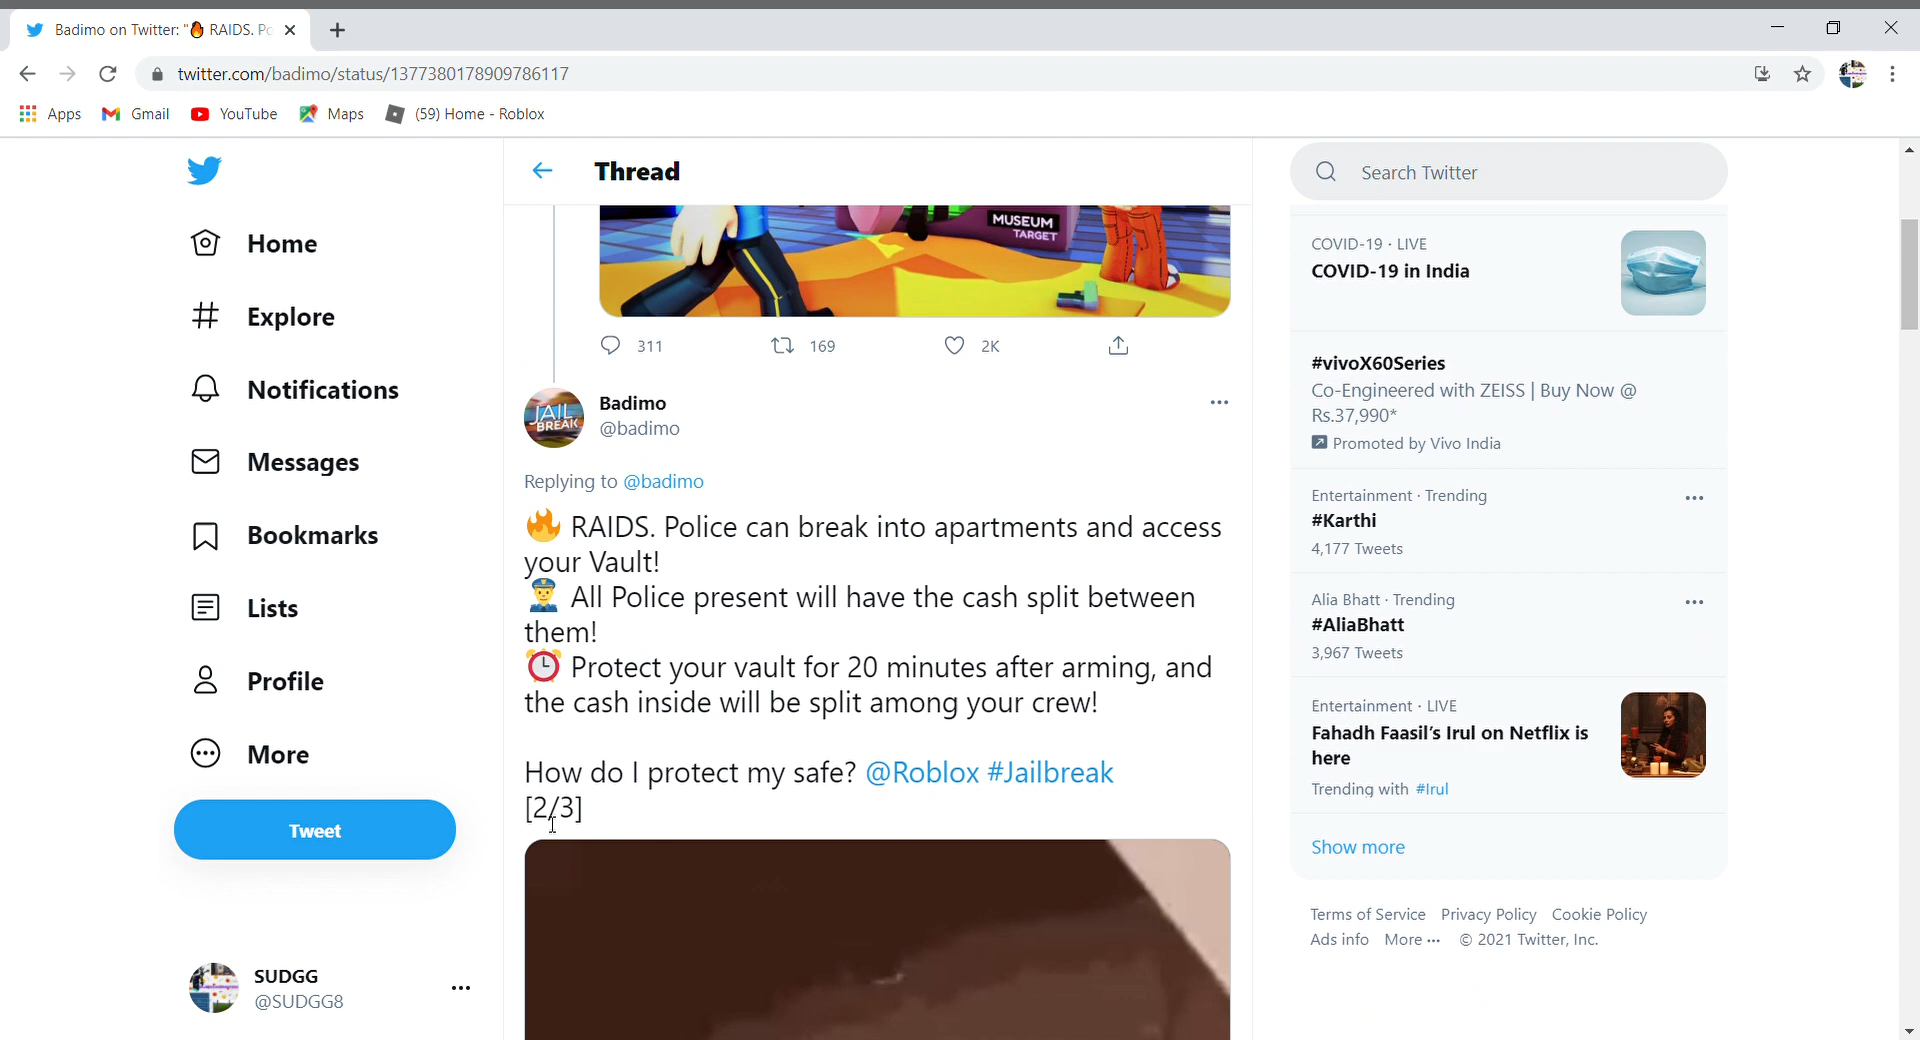 Badimo on Twitter: "🔥 RAIDS. Po
twitter.com/badimo/status/1377380178909786117
Apps
Gmail
YouTube
Maps
(59) Home - Roblox
Home
Explore
Notifications
Messages
Bookmarks
Lists
Profile
More
Tweet
SUDGG
@SUDGG8
Thread
MUSEUM
TARGET
311
169
2K
JAIL
BREAK
Badimo
@badimo
Replying to @badimo
🔥 RAIDS. Police can break into apartments and access
your Vault!
👮 All Police present will have the cash split between
them!
⏰ Protect your vault for 20 minutes after arming, and
the cash inside will be split among your crew!
How do I protect my safe? @Roblox #Jailbreak
[2/3]
Search Twitter
COVID-19 · LIVE
COVID-19 in India
#vivoX60Series
Co-Engineered with ZEISS | Buy Now @
Rs.37,990*
Promoted by Vivo India
Entertainment · Trending
#Karthi
4,177 Tweets
Alia Bhatt · Trending
#AliaBhatt
3,967 Tweets
Entertainment · LIVE
Fahadh Faasil's Irul on Netflix is
here
Trending with #Irul
Show more
Terms of Service Privacy Policy Cookie Policy
Ads info More ··· © 2021 Twitter, Inc.